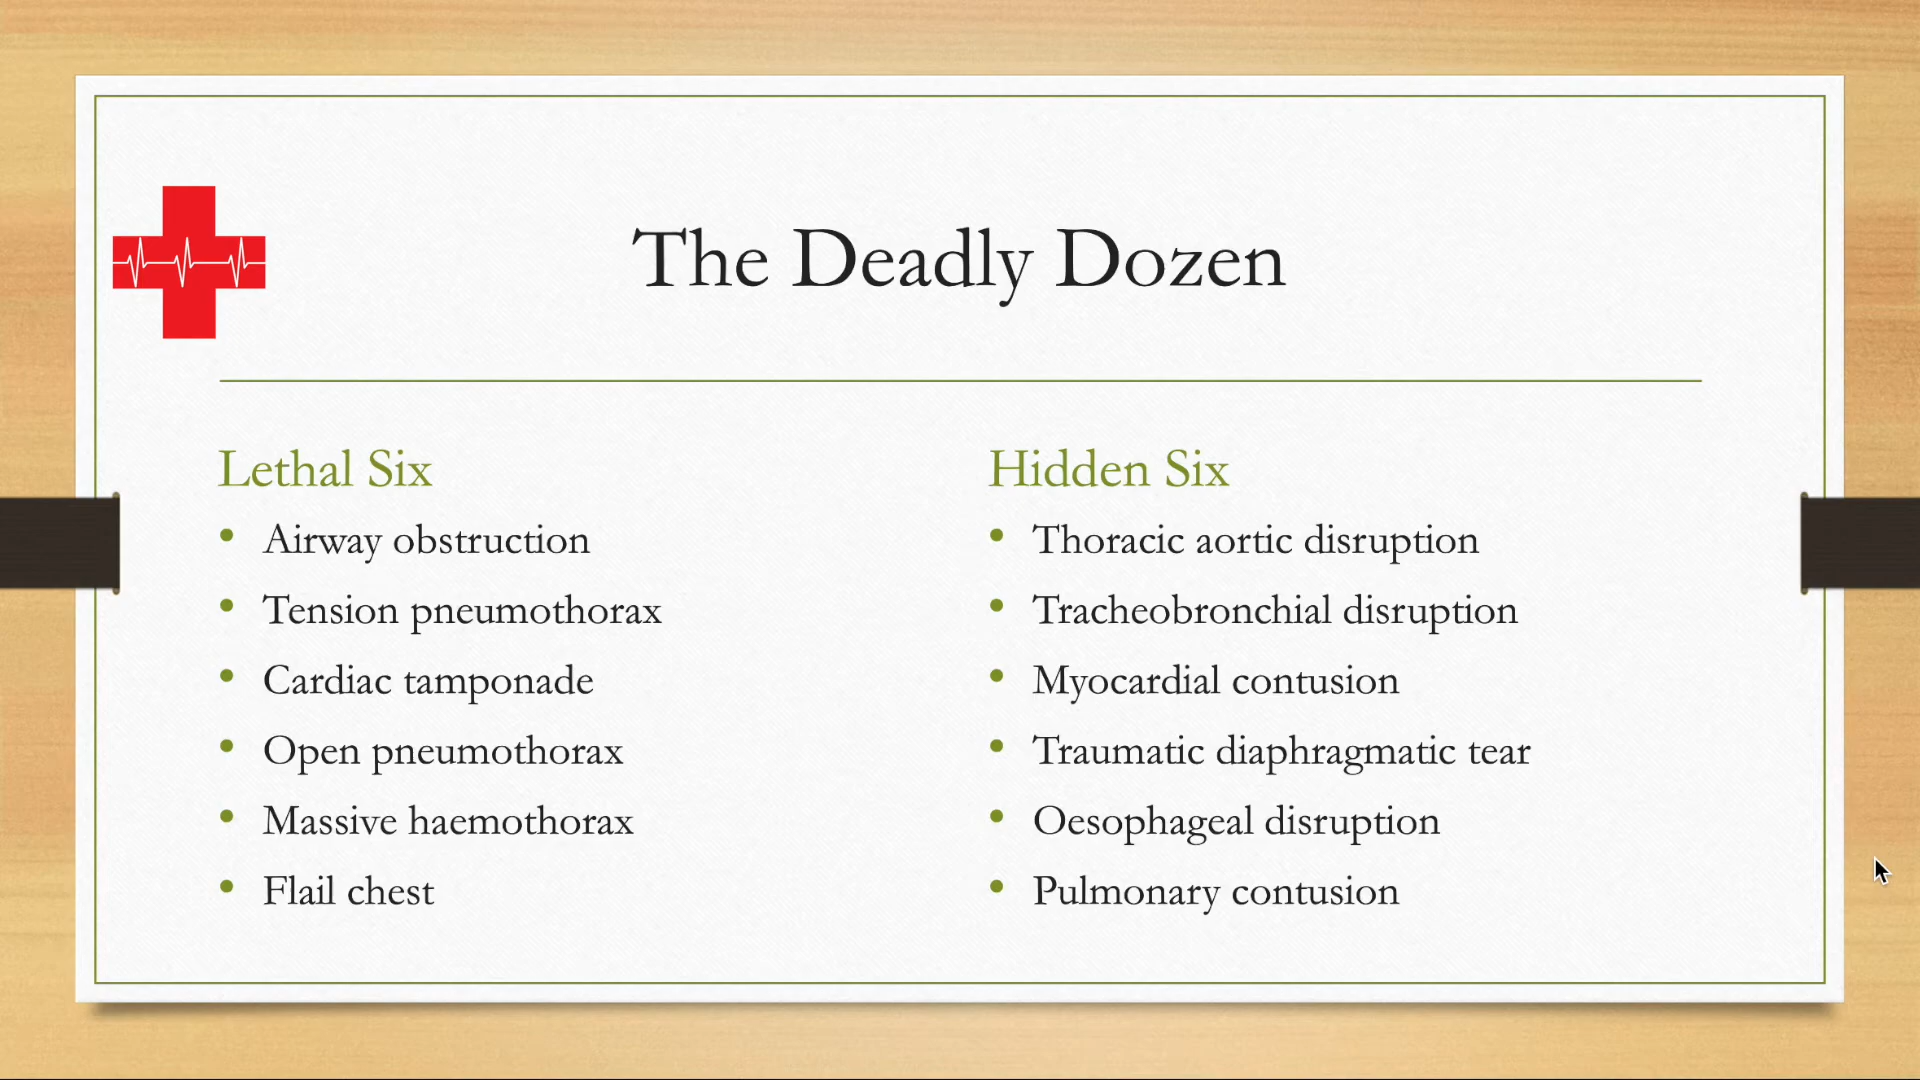 The Deadly Dozen
Lethal Six
• Airway obstruction
• Tension pneumothorax
• Cardiac tamponade
• Open pneumothorax
• Massive haemothorax
• Flail chest
Hidden Six
• Thoracic aortic disruption
• Tracheobronchial disruption
• Myocardial contusion
• Traumatic diaphragmatic tear
• Oesophageal disruption
• Pulmonary contusion